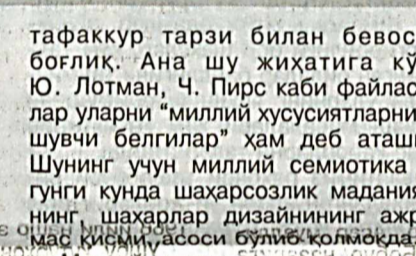 тафаккур тарзи билан бевос
боғлиқ. Ана шу жиҳатига кў
Ю. Лотман, Ч. Пирс каби файлас
лар уларни “миллий хусусиятларни
шувчи белгилар” ҳам деб аташ
Шунинг учун миллий семиотика
гунги кунда шаҳарсозлик мадания
нинг, шаҳарлар дизайнининг ажр
мас қисми, асоси бўлиб қолмоқда